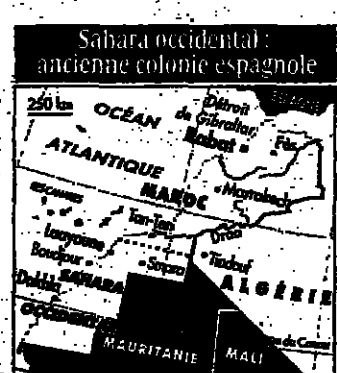 Sahara occidental :
ancienne colonie espagnole
250 km
OCÉAN
ATLANTIQUE
Détroit
de Gibraltar
Rabat
Fès
MAROC
Marrakech
Tan-Tan
Draa
Laayoune
Boudjour
Smara
Tindouf
SAHARA
ALGÉRIE
Dakhla
OCCIDENTAL
MAURITANIE
MALI